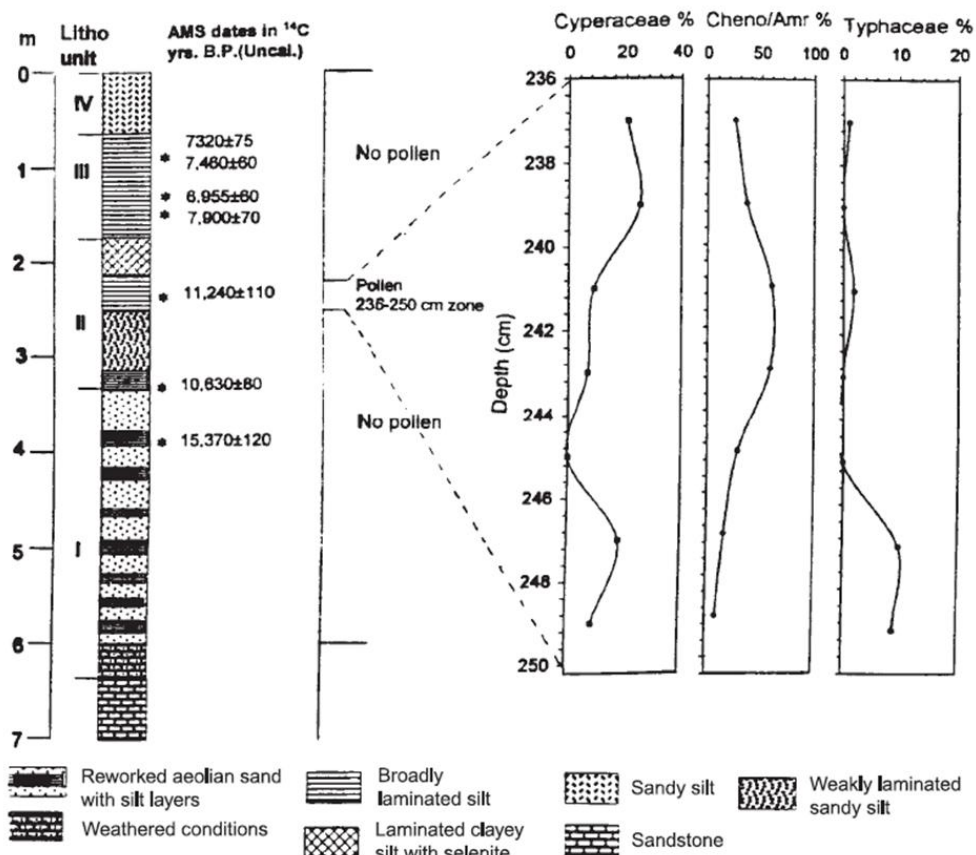 m
Litho
unit
AMS dates in ¹⁴C
yrs. B.P.(Uncal.)
0
1
2
3
4
5
6
7
IV
III
II
I
7320±75
* 7,460±60
* 6,955±60
* 7,900±70
* 11,240±110
* 10,630±80
* 15,370±120
No pollen
Pollen
236-250 cm zone
No pollen
Cyperaceae %
0 20 40
Cheno/Amr %
0 50 100
Typhaceae %
0 10 20
Depth (cm)
236
238
240
242
244
246
248
250
Reworked aeolian sand
with silt layers
Weathered conditions
Broadly
laminated silt
Laminated clayey
silt with selenite
Sandy silt
Sandstone
Weakly laminated
sandy silt